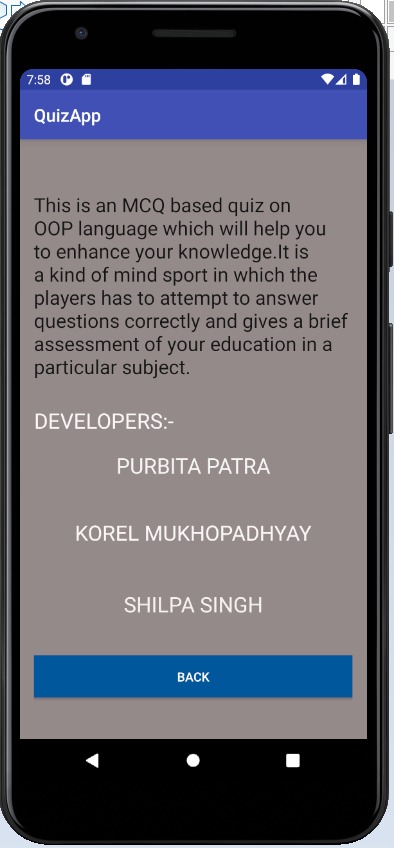 7:58
QuizApp
This is an MCQ based quiz on
OOP language which will help you
to enhance your knowledge.It is
a kind of mind sport in which the
players has to attempt to answer
questions correctly and gives a brief
assessment of your education in a
particular subject.
DEVELOPERS:-
PURBITA PATRA
KOREL MUKHOPADHYAY
SHILPA SINGH
BACK